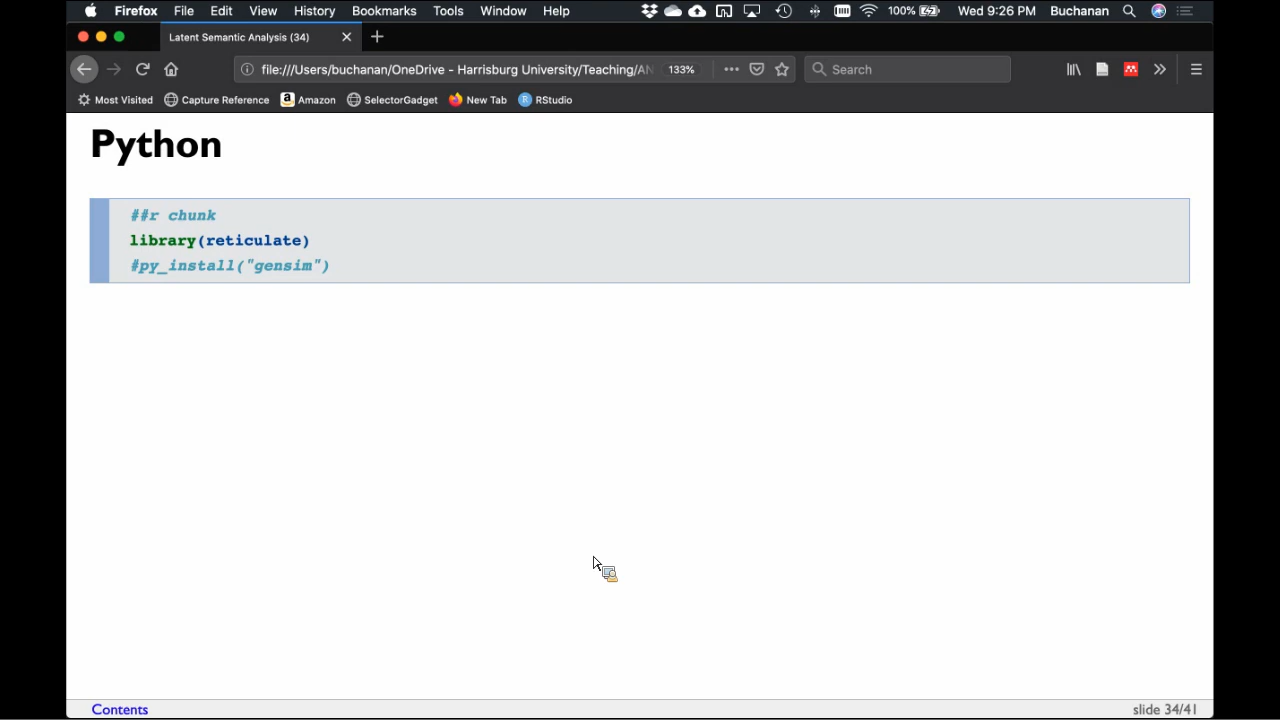 Firefox File Edit View History Bookmarks Tools Window Help 100% Wed 9:26 PM Buchanan
Latent Semantic Analysis (34)
file:///Users/buchanan/OneDrive - Harrisburg University/Teaching/AN 133% Search
Most Visited Capture Reference Amazon SelectorGadget New Tab RStudio
Python
##r chunk
library(reticulate)
#py_install("gensim")
Contents slide 34/41